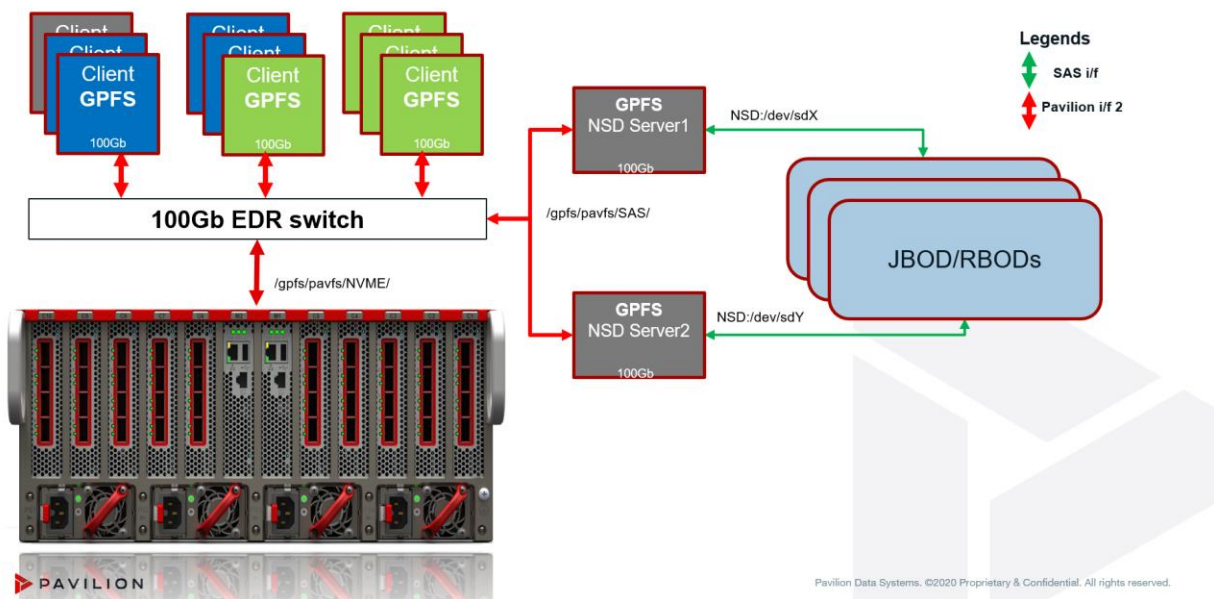 Client
Client
Client
GPFS
100Gb
Client
Client
Client
GPFS
100Gb
Client
Client
Client
GPFS
100Gb
Legends
SAS i/f
Pavilion i/f 2
GPFS
NSD Server1
100Gb
NSD:/dev/sdX
100Gb EDR switch
/gpfs/pavfs/SAS/
JBOD/RBODs
/gpfs/pavfs/NVME/
GPFS
NSD Server2
100Gb
NSD:/dev/sdY
PAVILION
Pavilion Data Systems. ©2020 Proprietary & Confidential. All rights reserved.